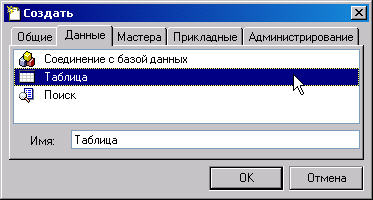 Создать
Общие Данные Мастера Прикладные Администрирование
Соединение с базой данных
Таблица
Поиск
Имя: Таблица
OK Отмена